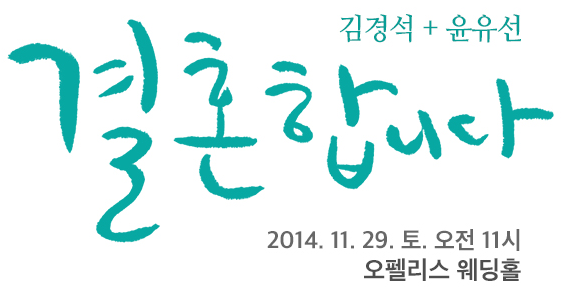 김경석 + 윤유선
결혼합니다
2014. 11. 29. 토. 오전 11시
오펠리스 웨딩홀